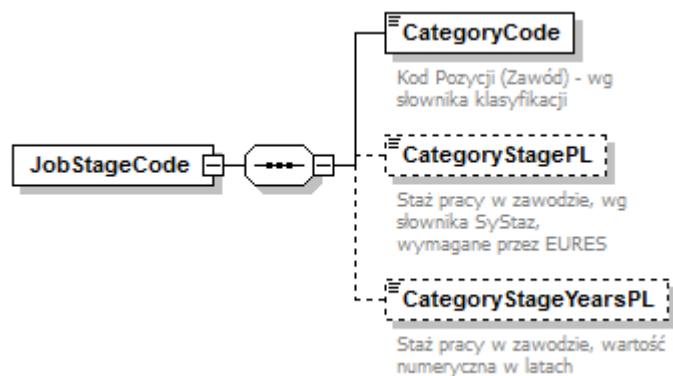 CategoryCode
Kod Pozycji (Zawód) - wg
słownika klasyfikacji
JobStageCode
CategoryStagePL
Staż pracy w zawodzie, wg
słownika SyStaz,
wymagane przez EURES
CategoryStageYearsPL
Staż pracy w zawodzie, wartość
numeryczna w latach